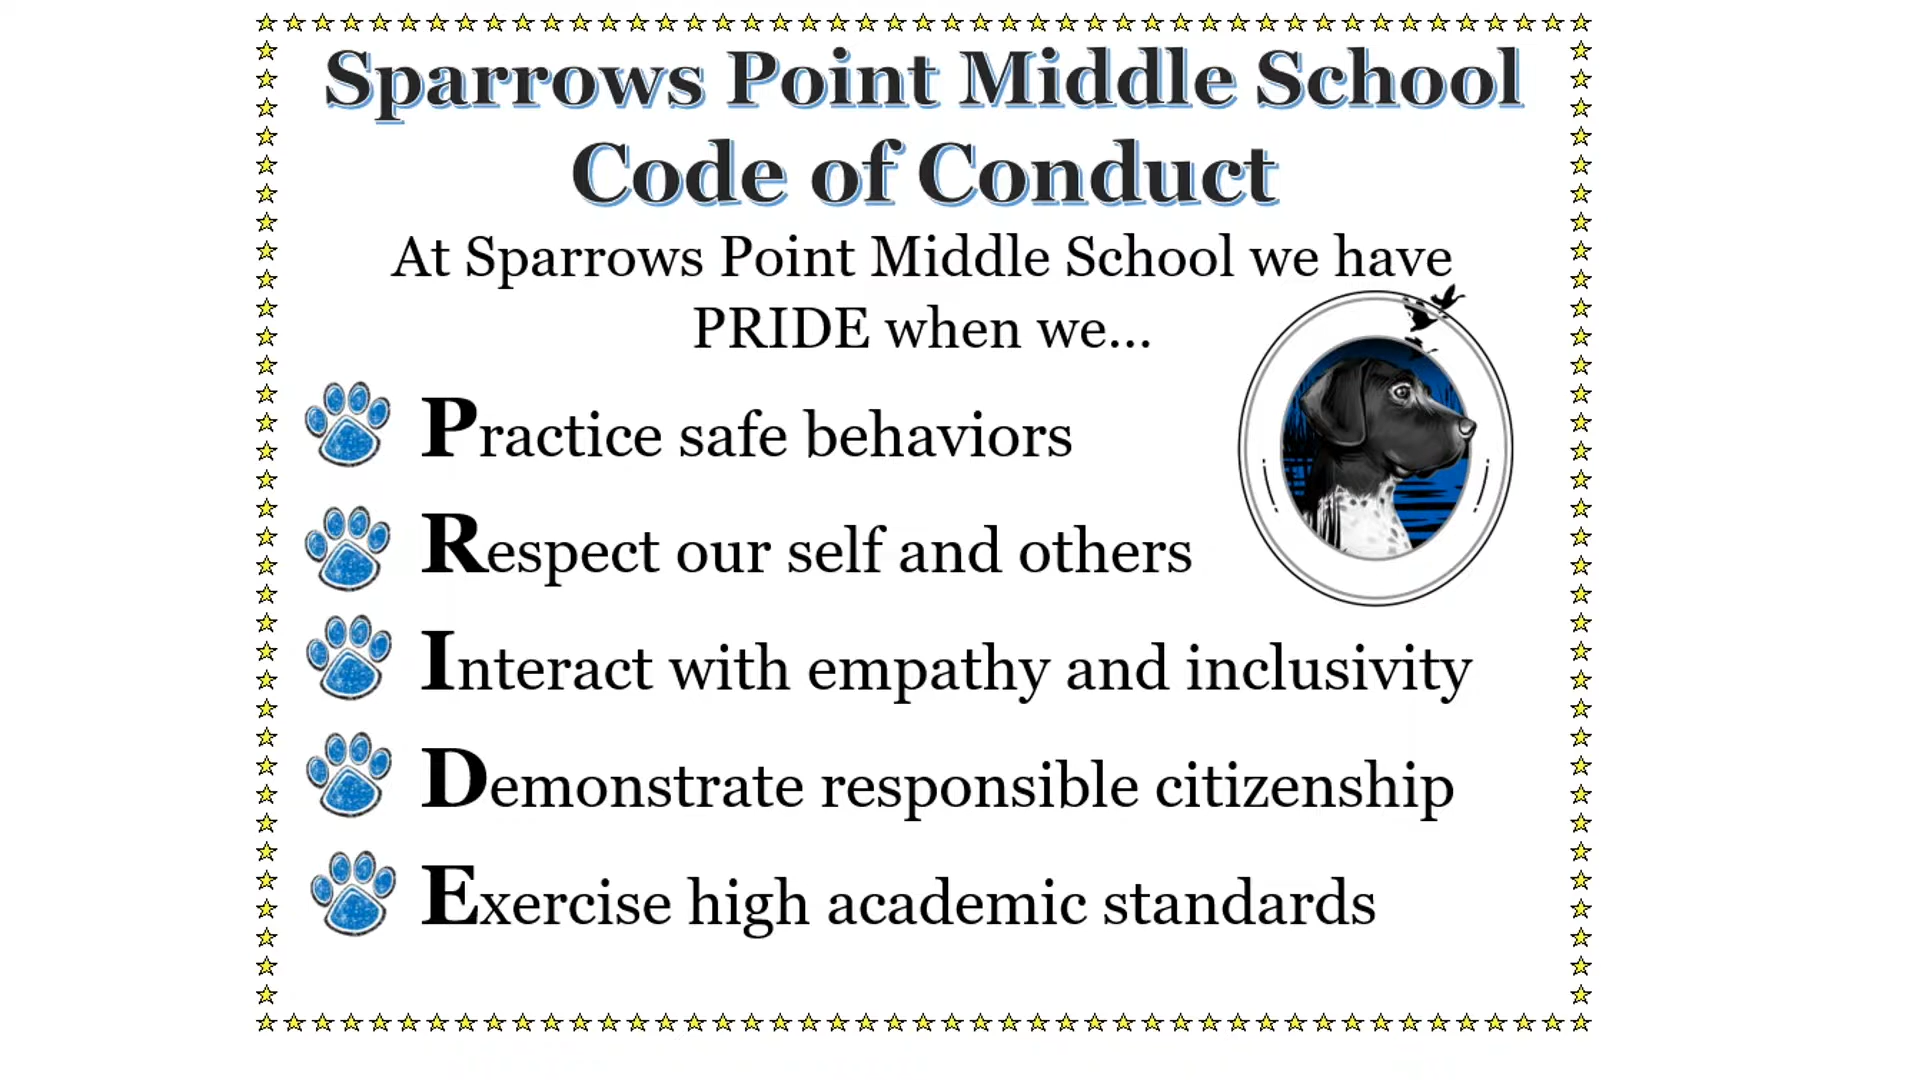 Sparrows Point Middle School
Code of Conduct
At Sparrows Point Middle School we have
PRIDE when we...
Practice safe behaviors
Respect our self and others
Interact with empathy and inclusivity
Demonstrate responsible citizenship
Exercise high academic standards